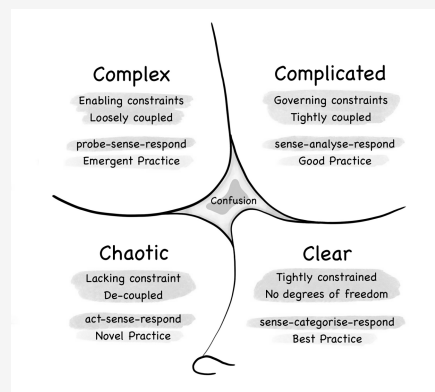 Complex
Enabling constraints
Loosely coupled
probe-sense-respond
Emergent Practice
Complicated
Governing constraints
Tightly coupled
sense-analyse-respond
Good Practice
Confusion
Chaotic
Lacking constraint
De-coupled
act-sense-respond
Novel Practice
Clear
Tightly constrained
No degrees of freedom
sense-categorise-respond
Best Practice